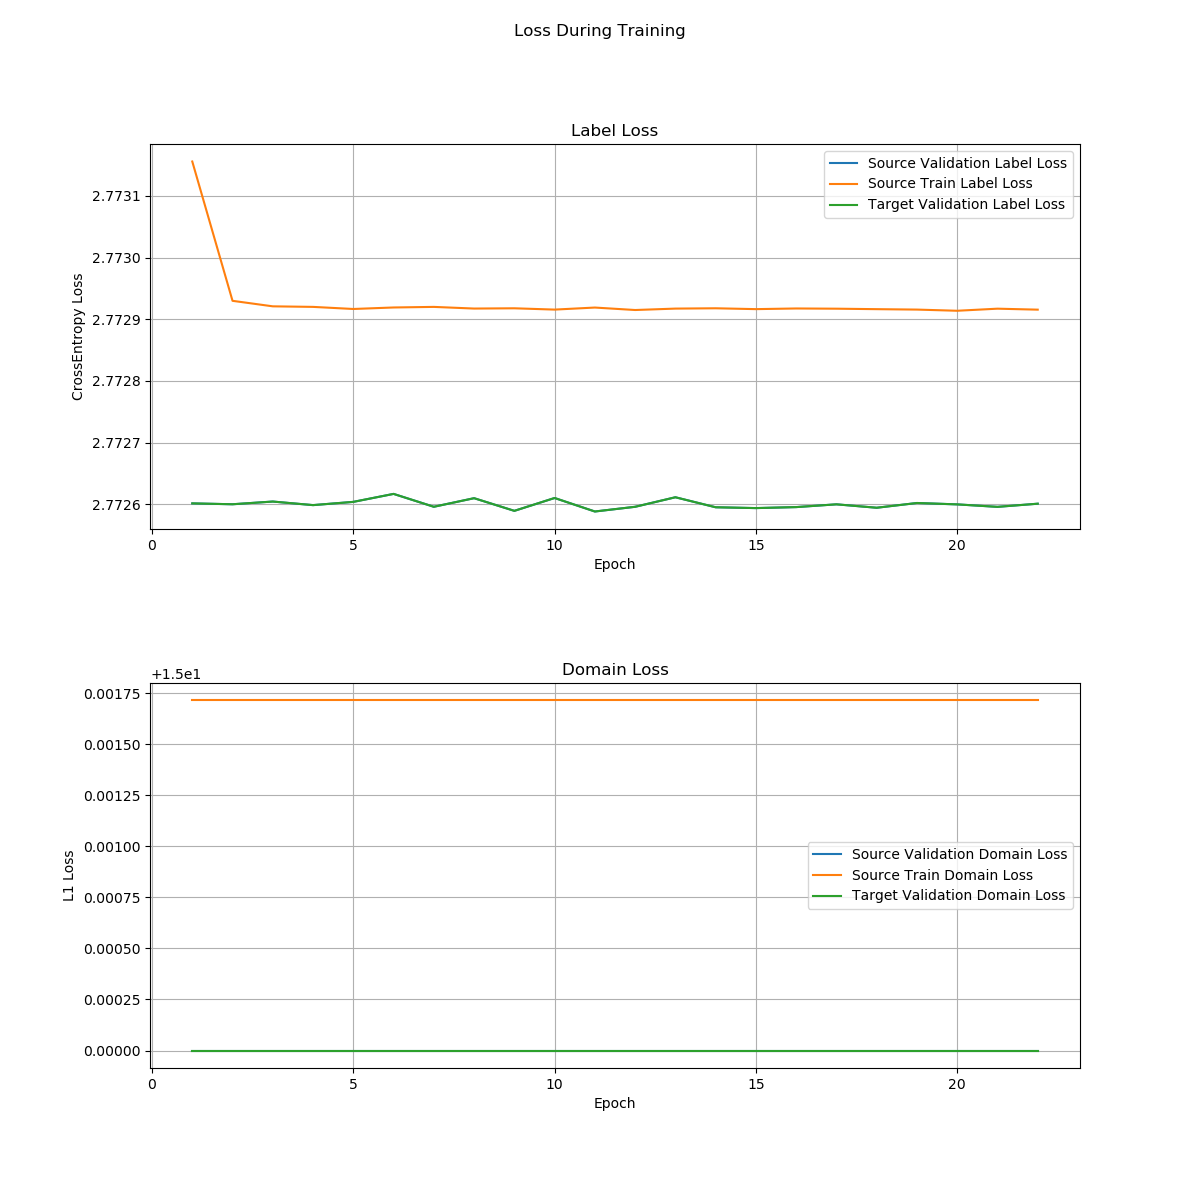 Loss During Training
Label Loss
CrossEntropy Loss
2.7731
2.7730
2.7729
2.7728
2.7727
2.7726
Source Validation Label Loss
Source Train Label Loss
Target Validation Label Loss
0 5 10 15 20
Epoch
Domain Loss
+1.5e1
L1 Loss
0.00175
0.00150
0.00125
0.00100
0.00075
0.00050
0.00025
0.00000
Source Validation Domain Loss
Source Train Domain Loss
Target Validation Domain Loss
0 5 10 15 20
Epoch